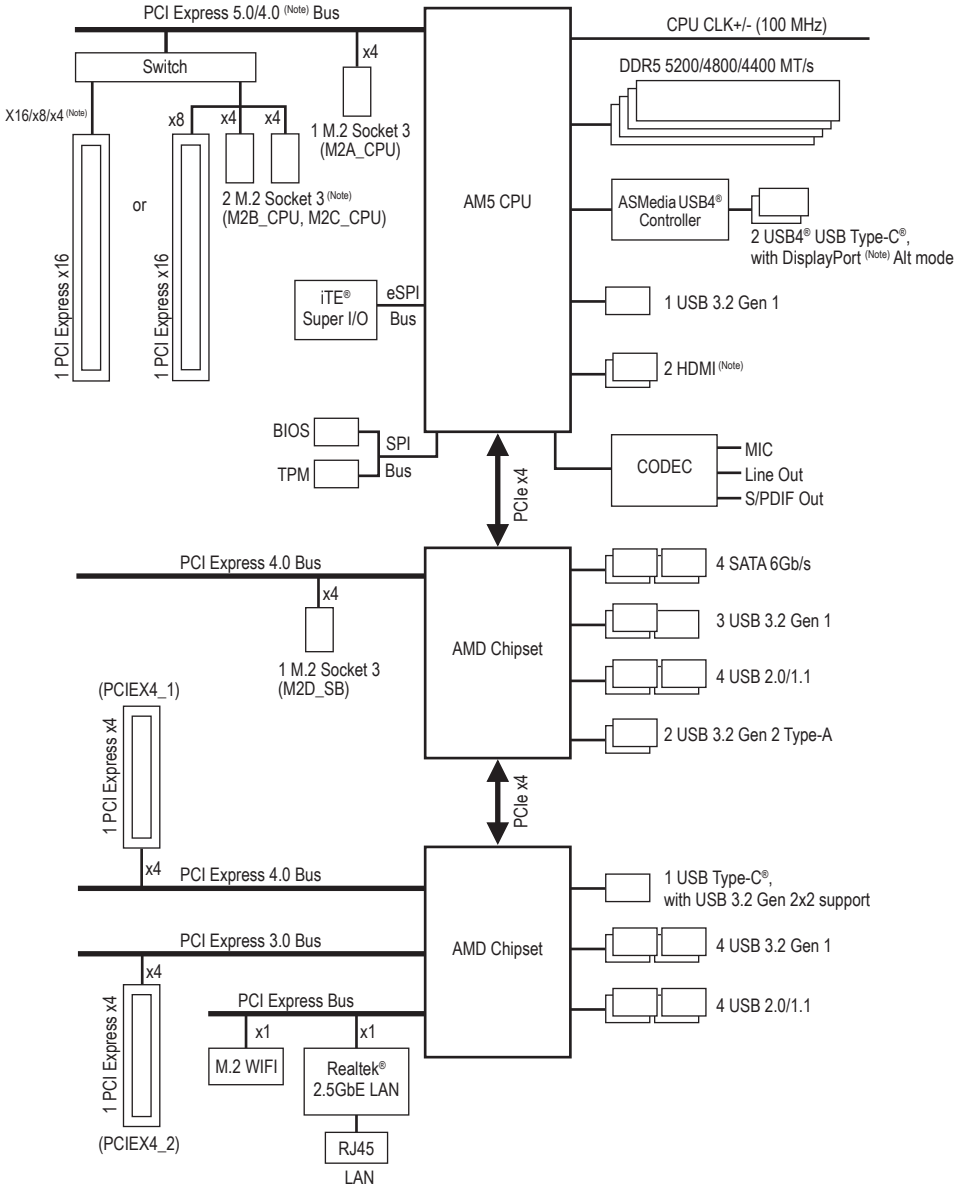 PCI Express 5.0/4.0 (Note) Bus
CPU CLK+/- (100 MHz)
x4
Switch
DDR5 5200/4800/4400 MT/s
X16/x8/x4 (Note)
x8
x4
x4
1 M.2 Socket 3
(M2A_CPU)
AM5 CPU
or
2 M.2 Socket 3 (Note)
(M2B_CPU, M2C_CPU)
1 PCI Express x16
1 PCI Express x16
ASMedia USB4®
Controller
2 USB4® USB Type-C®,
with DisplayPort (Note) Alt mode
iTE®
Super I/O
eSPI
Bus
1 USB 3.2 Gen 1
2 HDMI (Note)
BIOS
TPM
SPI
Bus
CODEC
MIC
Line Out
S/PDIF Out
PCIe x4
PCI Express 4.0 Bus
x4
1 M.2 Socket 3
(M2D_SB)
AMD Chipset
4 SATA 6Gb/s
3 USB 3.2 Gen 1
4 USB 2.0/1.1
2 USB 3.2 Gen 2 Type-A
(PCIEX4_1)
1 PCI Express x4
x4
PCIe x4
PCI Express 4.0 Bus
PCI Express 3.0 Bus
x4
1 PCI Express x4
(PCIEX4_2)
AMD Chipset
1 USB Type-C®,
with USB 3.2 Gen 2x2 support
4 USB 3.2 Gen 1
4 USB 2.0/1.1
PCI Express Bus
x1
x1
M.2 WIFI
Realtek®
2.5GbE LAN
RJ45
LAN